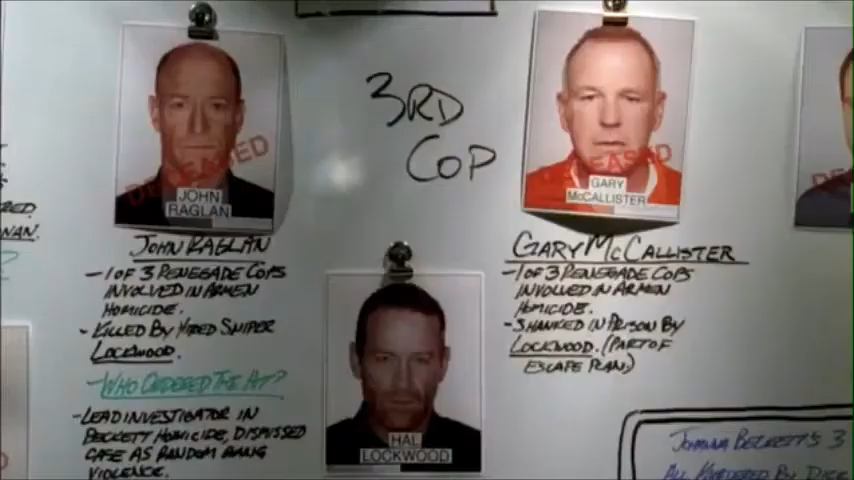 3RD
COP
DECEASED
JOHN
RAGLAN
DECEASED
GARY
McCALLISTER
JOHN RAGLAN
- 1 OF 3 RENEGADE COPS
INVOLVED IN ARMEN
HOMICIDE.
- KILLED BY HIRED SNIPER
LOCKWOOD.
- WHO ORDERED THE HIT?
- LEAD INVESTIGATOR IN
BECKETT HOMICIDE, DISMISSED
CASE AS RANDOM GANG
VIOLENCE.
HAL
LOCKWOOD
GARY McCALLISTER
- 1 OF 3 RENEGADE COPS
INVOLVED IN ARMEN
HOMICIDE.
- SHANKED IN PRISON BY
LOCKWOOD. (PART OF
ESCAPE PLAN)
JOHANNA BECKETT'S 3
ALL MURDERED BY DICK